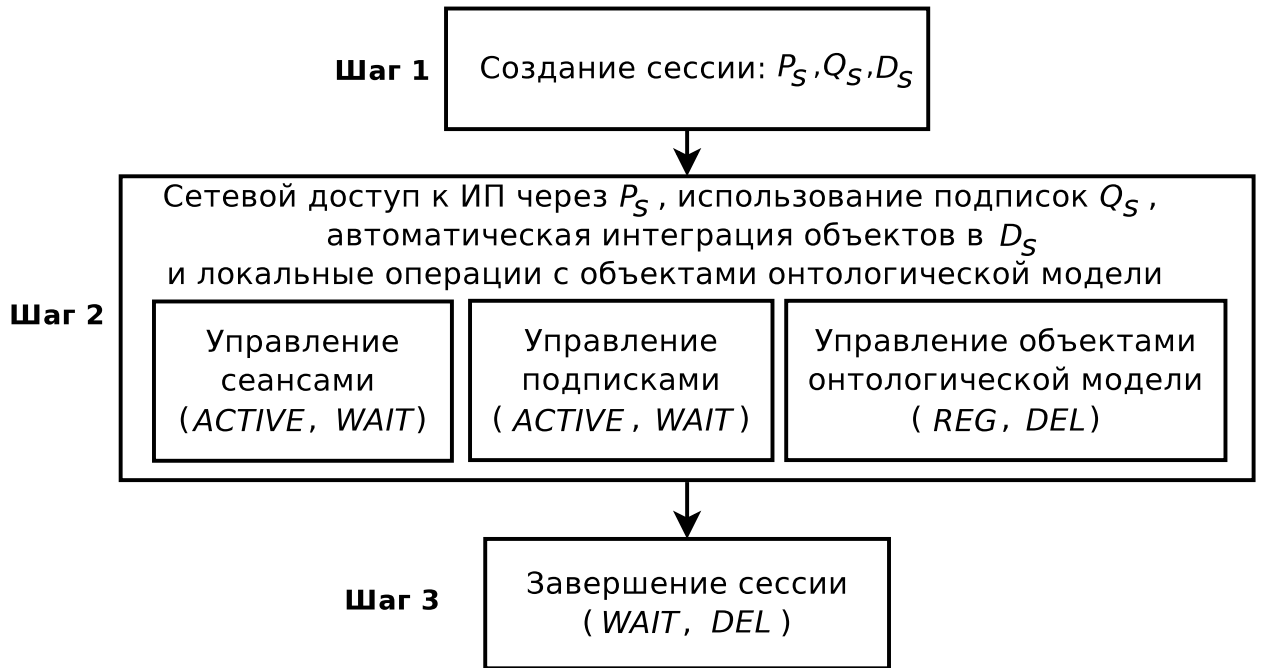 Шаг 1
Создание сессии: P_S, Q_S, D_S
Шаг 2
Сетевой доступ к ИП через P_S, использование подписок Q_S,
автоматическая интеграция объектов в D_S
и локальные операции с объектами онтологической модели
Управление
сеансами
(ACTIVE, WAIT)
Управление
подписками
(ACTIVE, WAIT)
Управление объектами
онтологической модели
(REG, DEL)
Шаг 3
Завершение сессии
(WAIT, DEL)